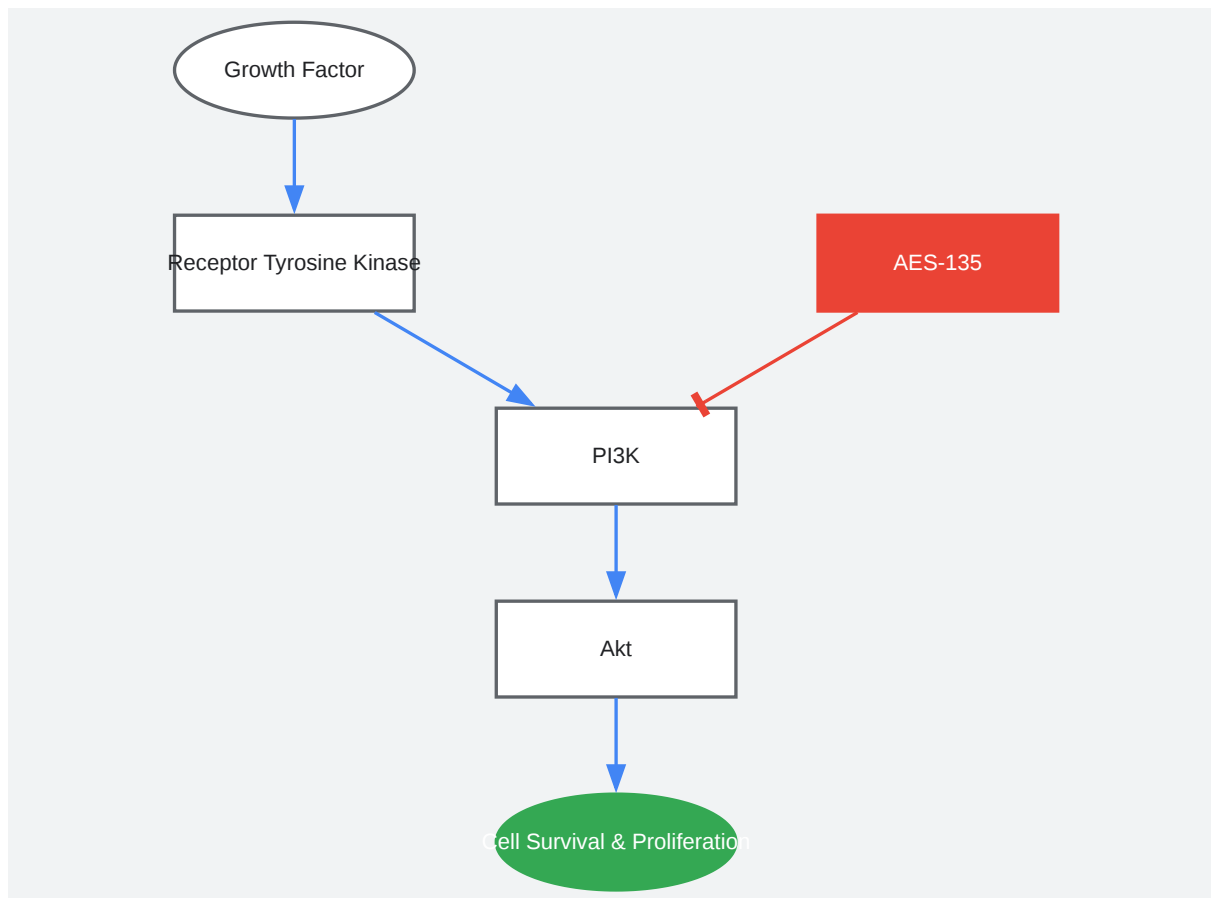 Growth Factor
Receptor Tyrosine Kinase
AES-135
PI3K
Akt
Cell Survival & Proliferation